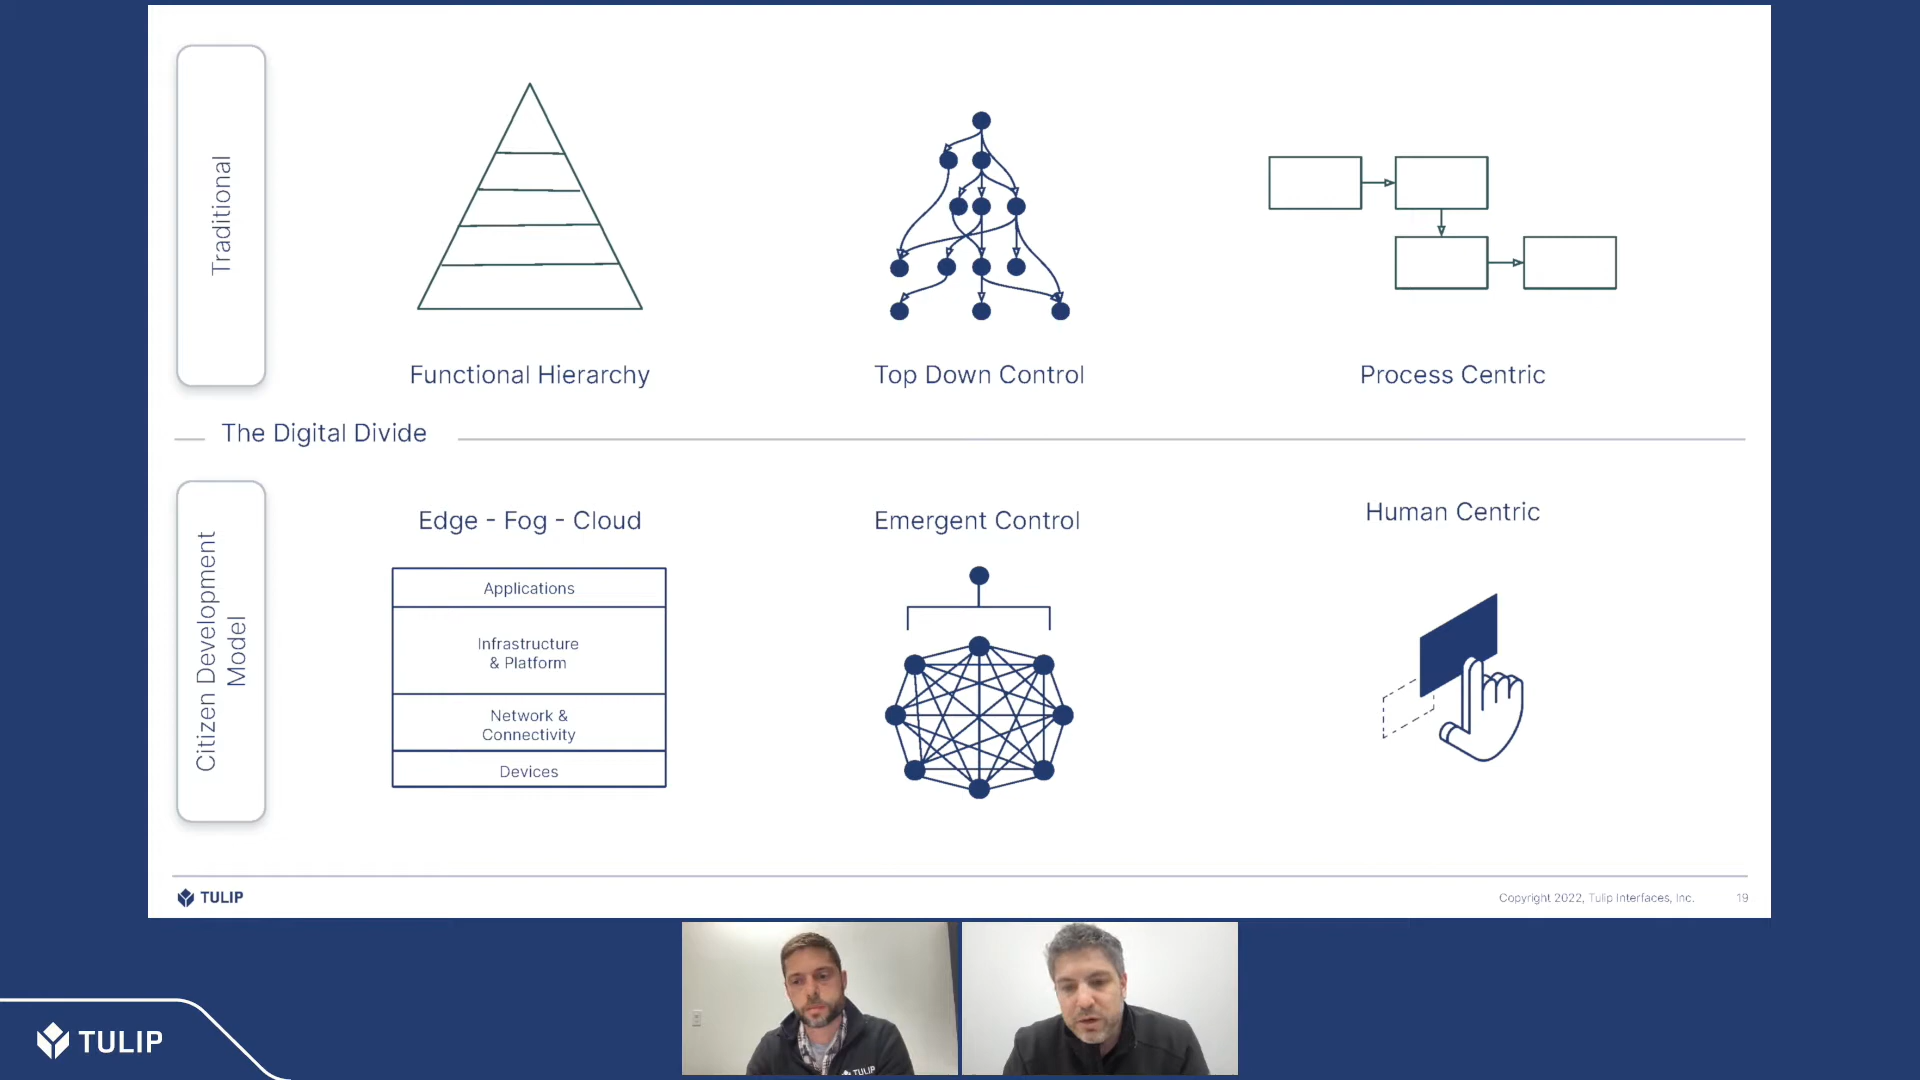 Traditional
Functional Hierarchy
Top Down Control
Process Centric
The Digital Divide
Citizen Development
Model
Edge - Fog - Cloud
Emergent Control
Human Centric
Applications
Infrastructure
& Platform
Network &
Connectivity
Devices
TULIP
Copyright 2022, Tulip Interfaces, Inc.
19
TULIP
TULIP